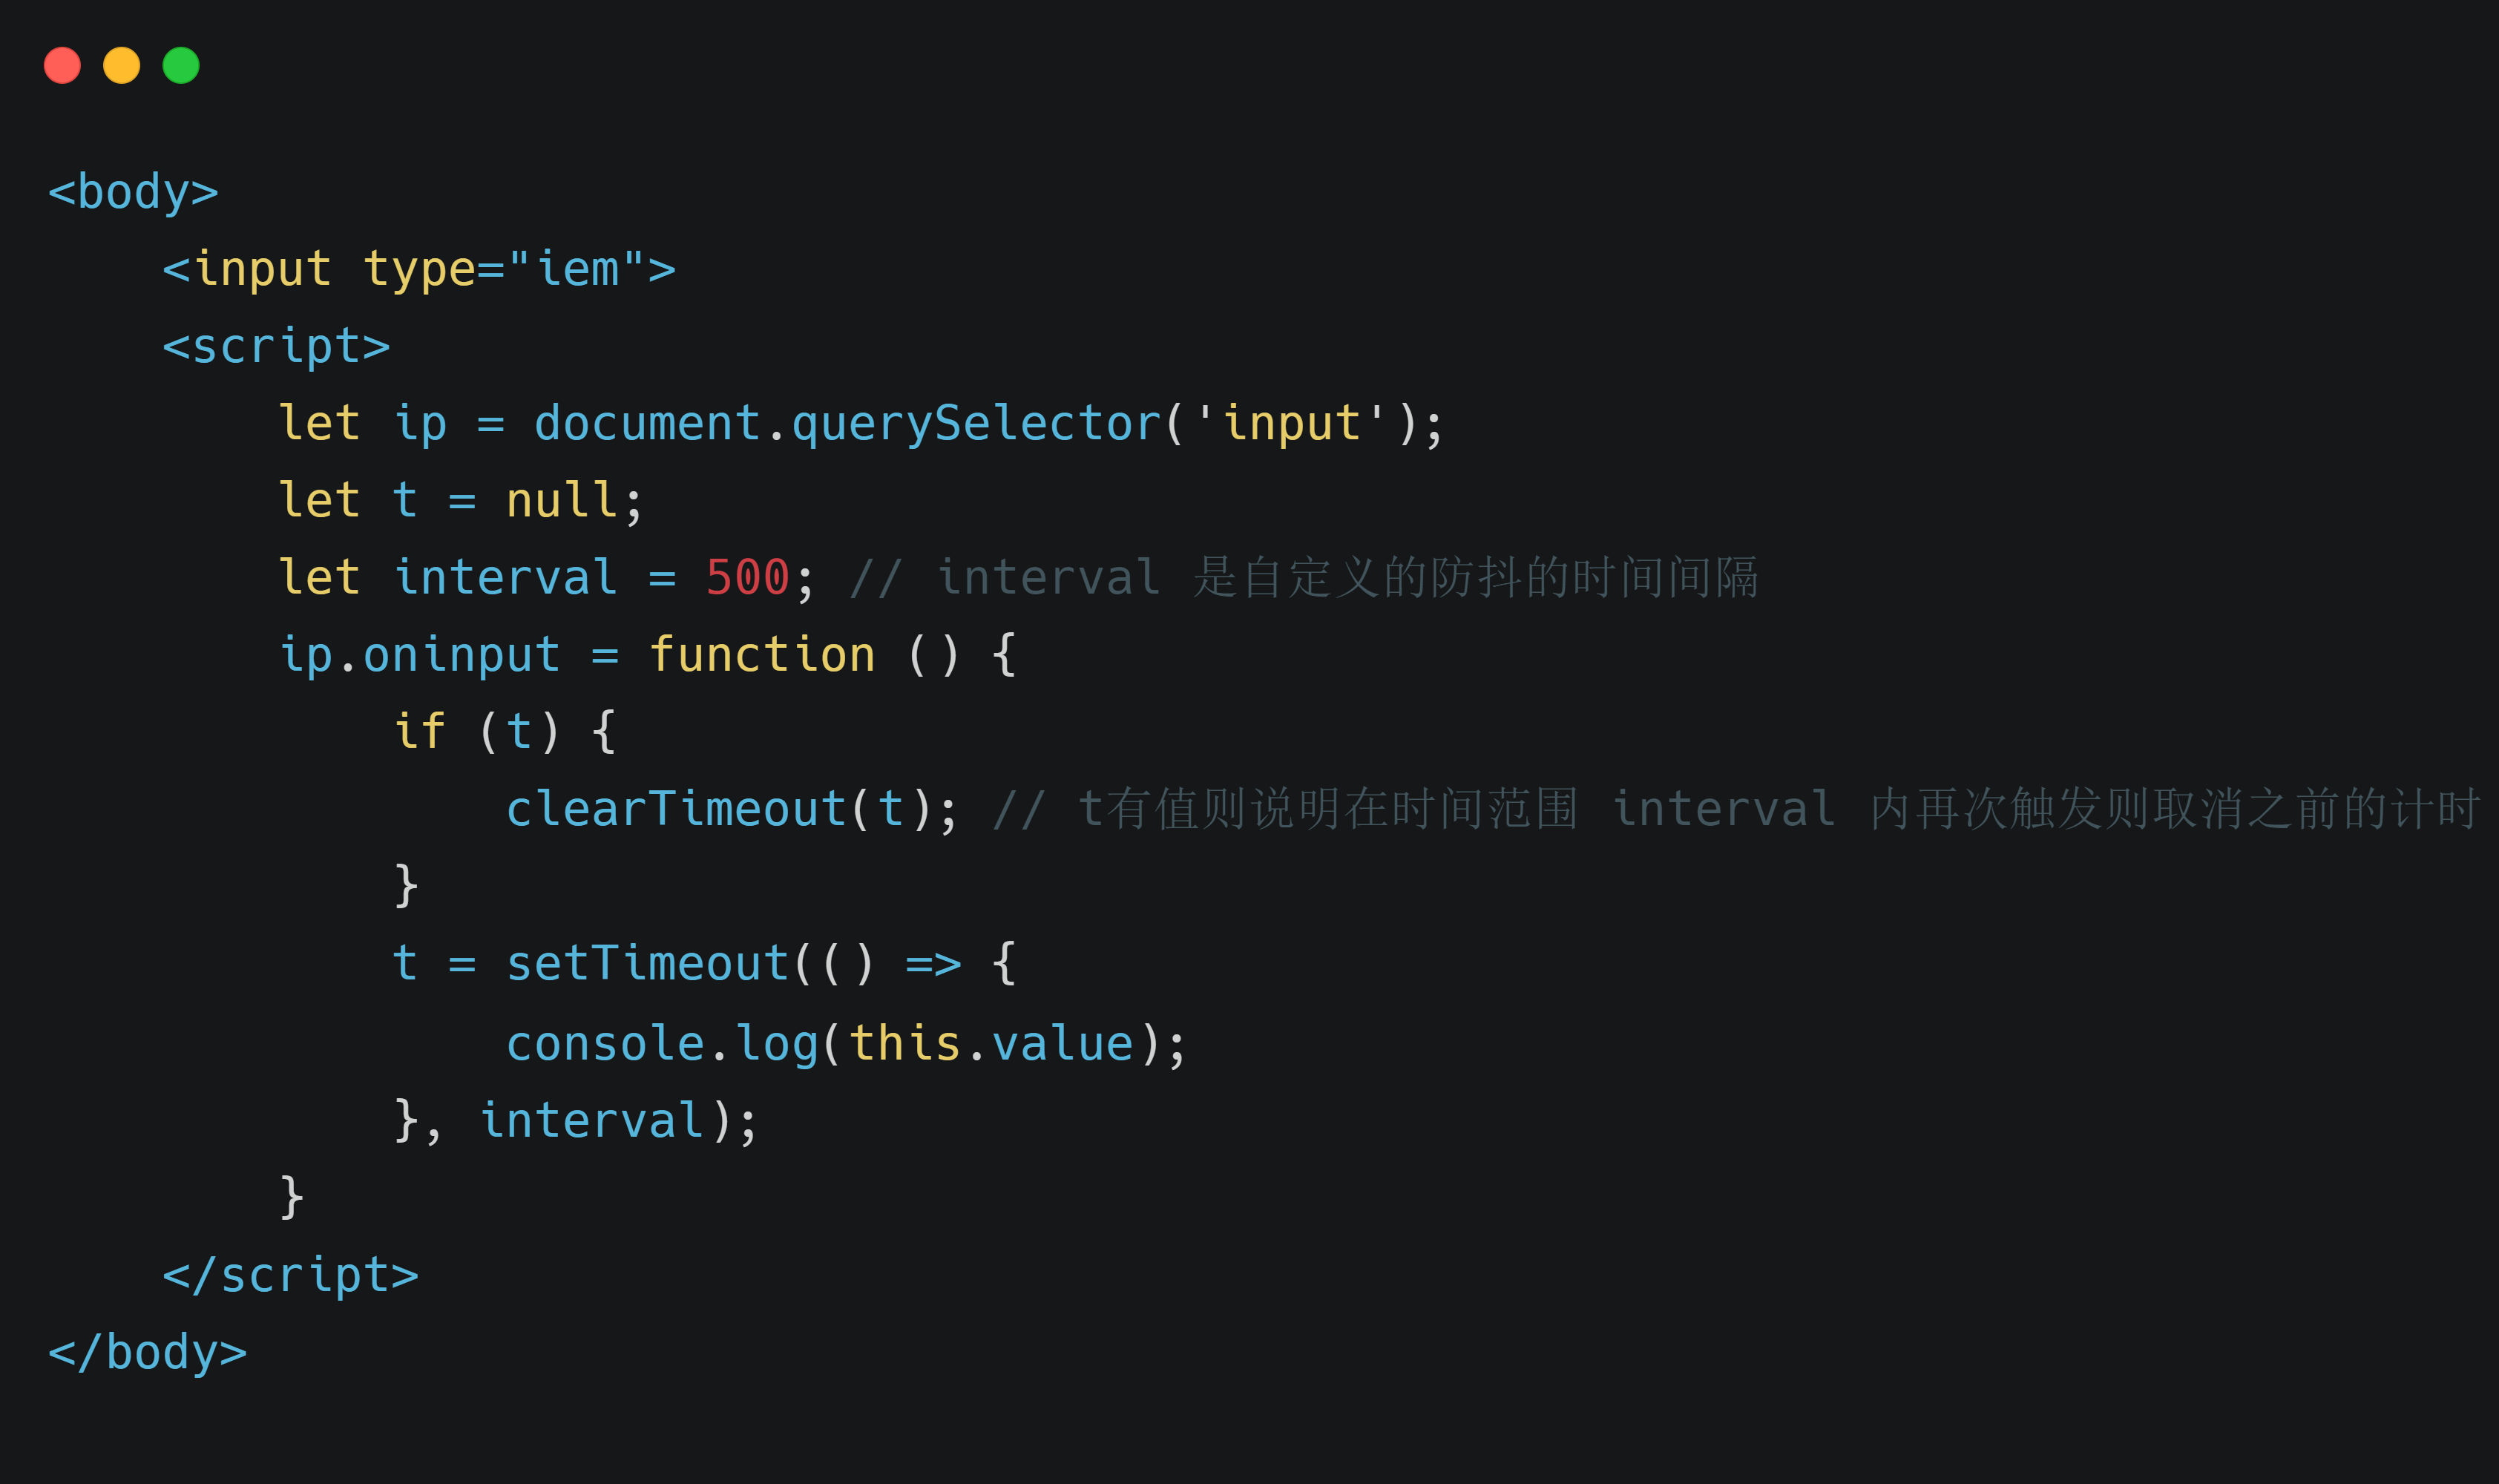 <body>
    <input type="iem">
    <script>
        let ip = document.querySelector('input');
        let t = null;
        let interval = 500; // interval 是自定义的防抖的时间间隔
        ip.oninput = function () {
            if (t) {
                clearTimeout(t); // t有值则说明在时间范围 interval 内再次触发则取消之前的计时
            }
            t = setTimeout(() => {
                console.log(this.value);
            }, interval);
        }
    </script>
</body>